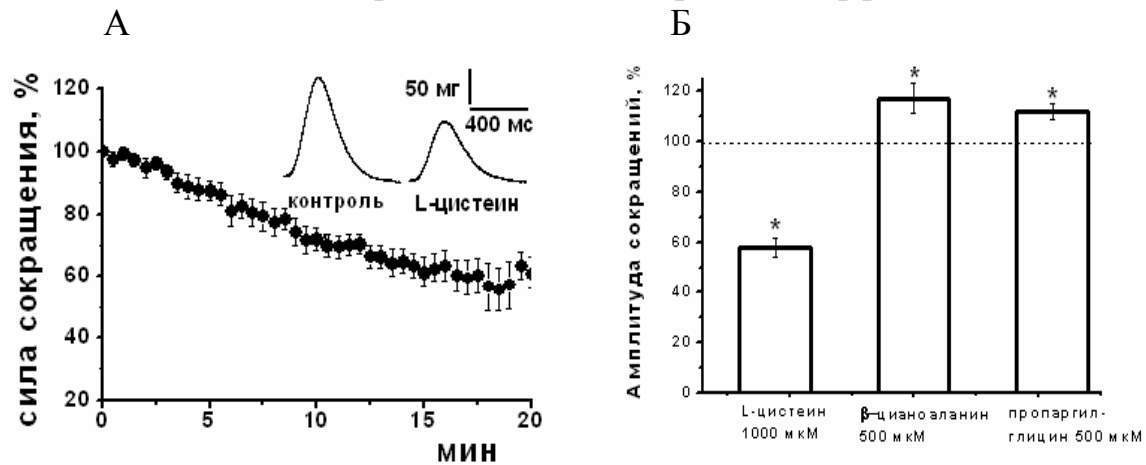 А
Б
сила сокращения, %
120
100
80
60
40
20
0
5
10
15
20
мин
50 мг
400 мс
контроль
L-цистеин
Амплитуда сокращений, %
120
100
80
60
40
20
0
*
*
*
L-цистеин
1000 мкМ
β-цианоаланин
500 мкМ
пропаргил-
глицин 500 мкМ